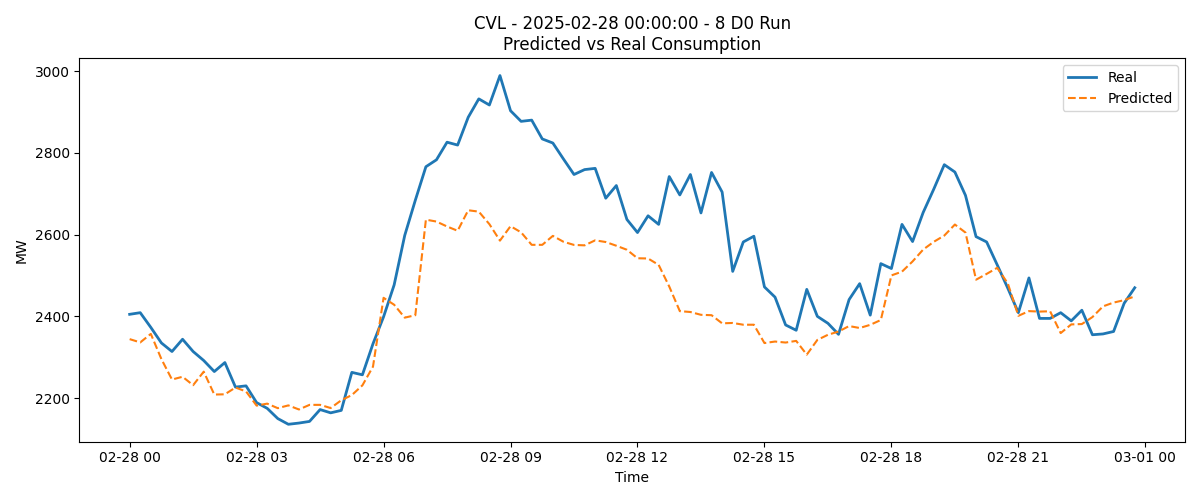 CVL - 2025-02-28 00:00:00 - 8 D0 Run
Predicted vs Real Consumption
Real
Predicted
MW
3000
2800
2600
2400
2200
02-28 00
02-28 03
02-28 06
02-28 09
02-28 12
02-28 15
02-28 18
02-28 21
03-01 00
Time